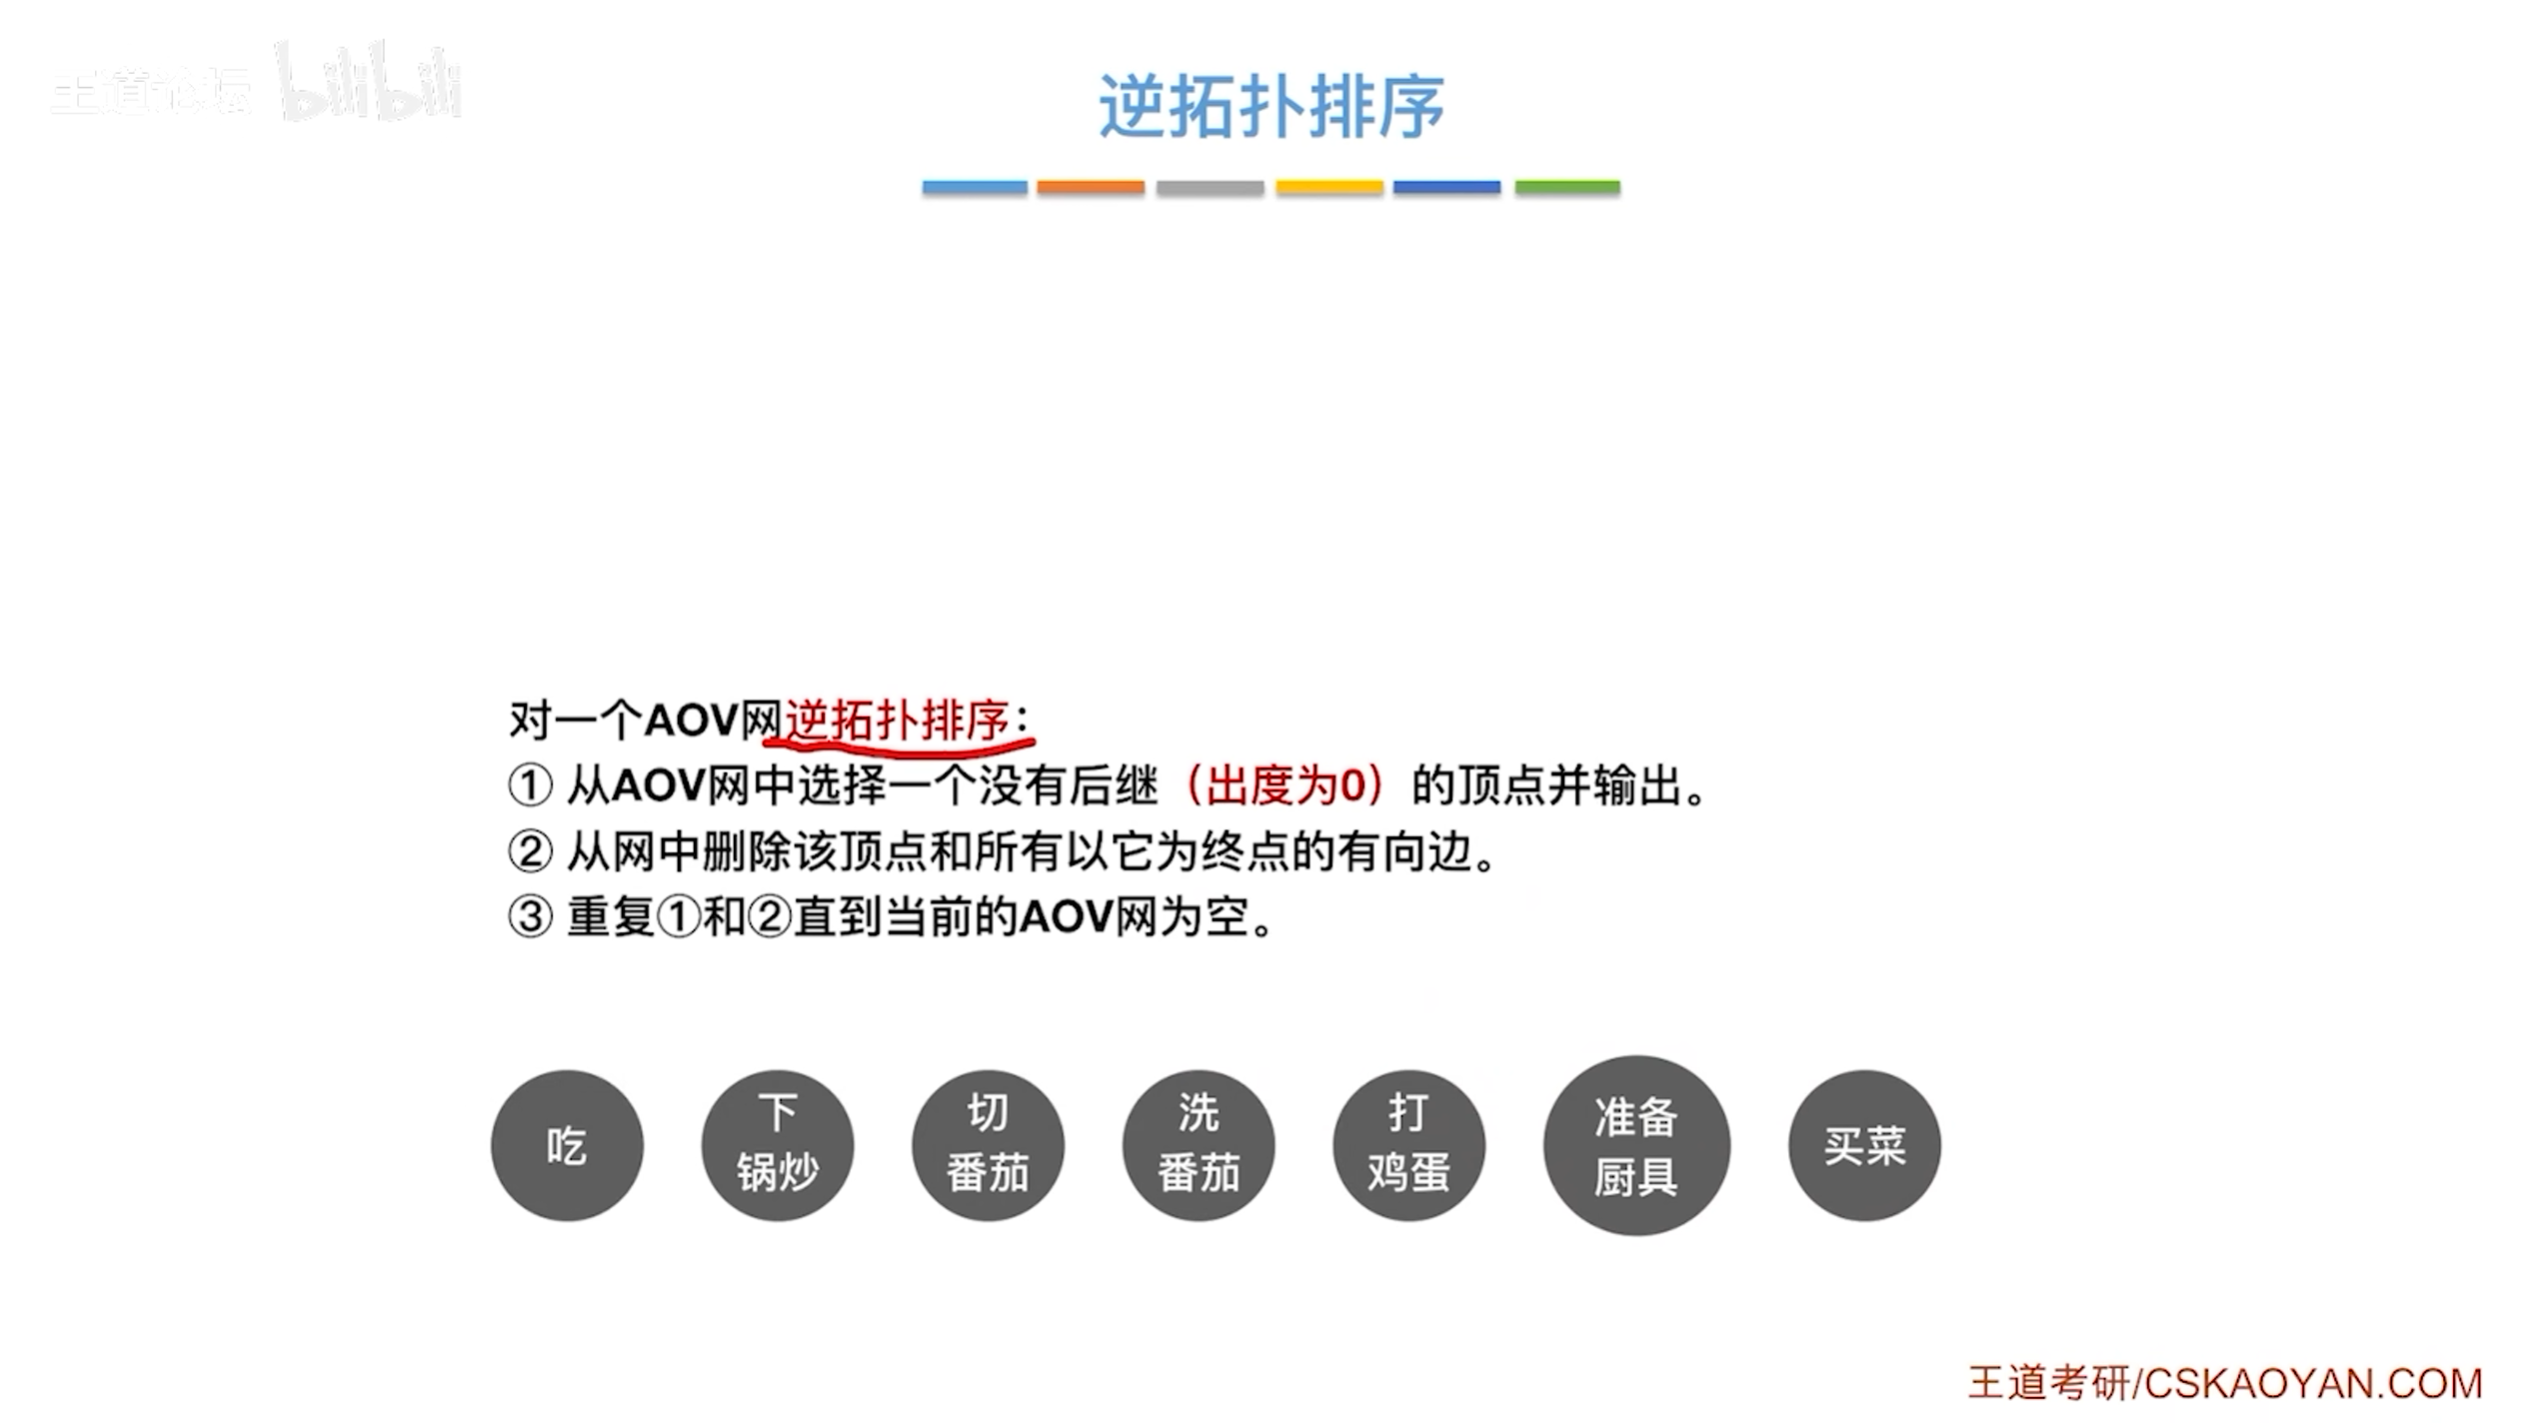 王道论坛 bilibili
逆拓扑排序
对一个AOV网逆拓扑排序：
① 从AOV网中选择一个没有后继（出度为0）的顶点并输出。
② 从网中删除该顶点和所有以它为终点的有向边。
③ 重复①和②直到当前的AOV网为空。
吃
下
锅炒
切
番茄
洗
番茄
打
鸡蛋
准备
厨具
买菜
王道考研/CSKAOYAN.COM